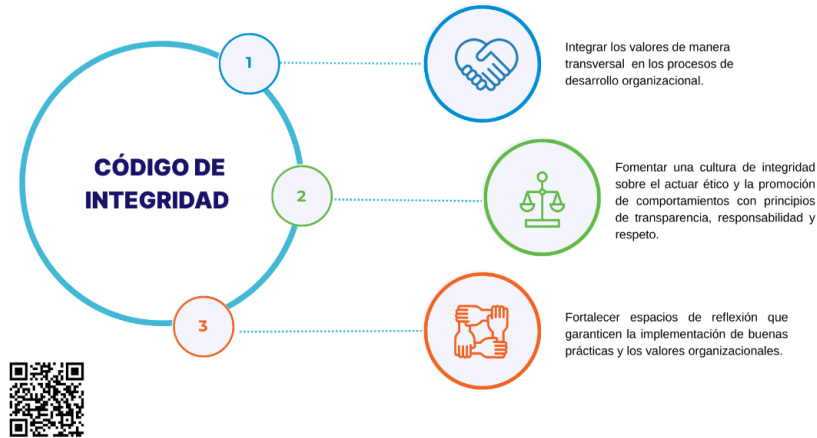 1
Integrar los valores de manera
transversal en los procesos de
desarrollo organizacional.
CÓDIGO DE
INTEGRIDAD
2
Fomentar una cultura de integridad
sobre el actuar ético y la promoción
de comportamientos con principios
de transparencia, responsabilidad y
respeto.
3
Fortalecer espacios de reflexión que
garanticen la implementación de buenas
prácticas y los valores organizacionales.